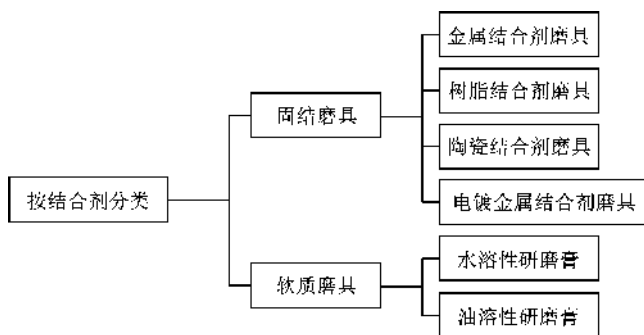 金属结合剂磨具
树脂结合剂磨具
固结磨具
陶瓷结合剂磨具
按结合剂分类
电镀金属结合剂磨具
水溶性研磨膏
软质磨具
油溶性研磨膏